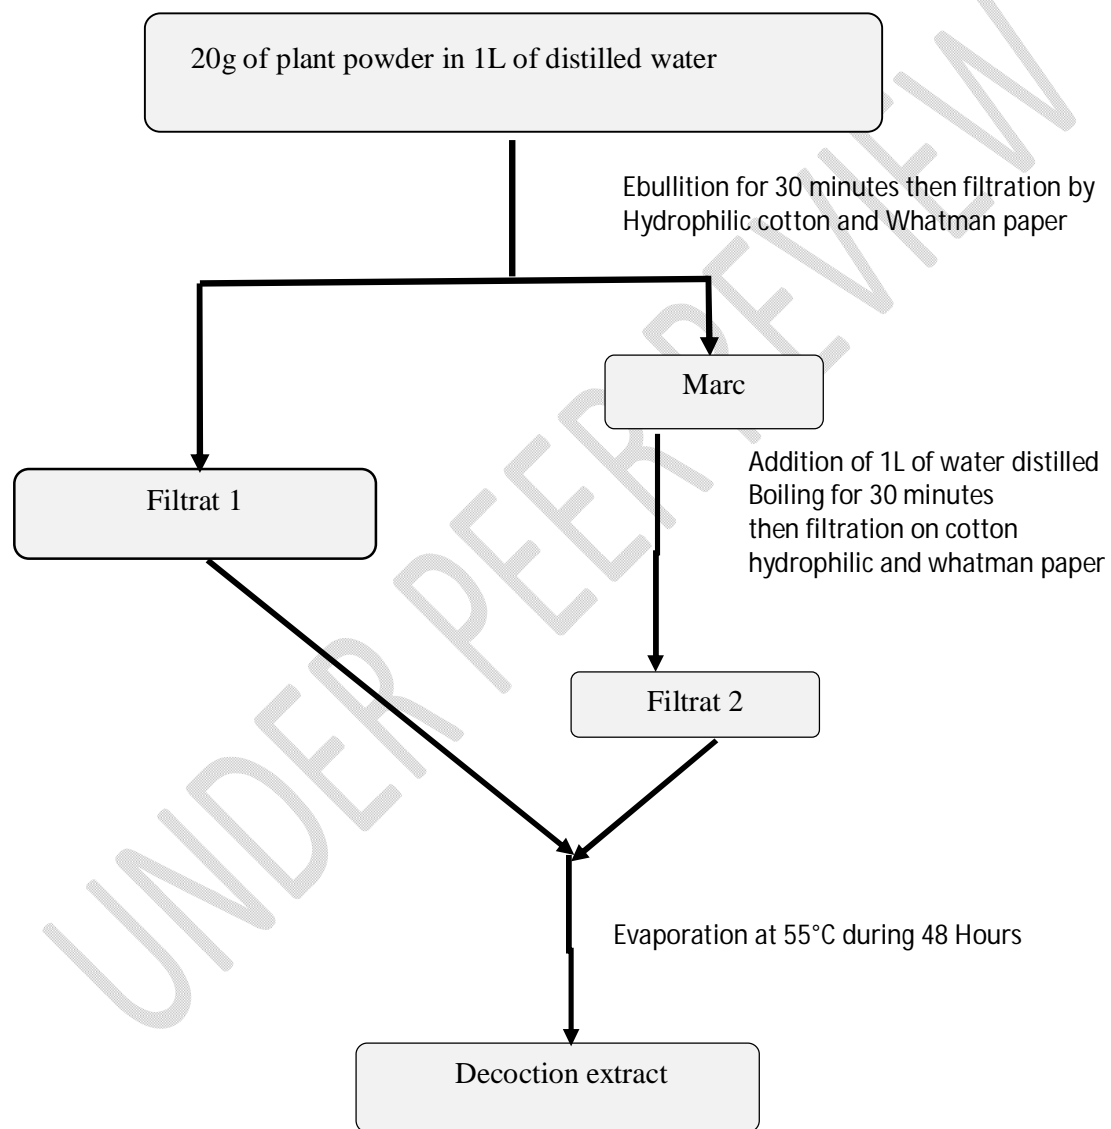 20g of plant powder in 1L of distilled water
Ebullition for 30 minutes then filtration by
Hydrophilic cotton and Whatman paper
Marc
Addition of 1L of water distilled
Boiling for 30 minutes
then filtration on cotton
hydrophilic and whatman paper
Filtrat 1
Filtrat 2
Evaporation at 55°C during 48 Hours
Decoction extract
UNDER PEER REVIEW